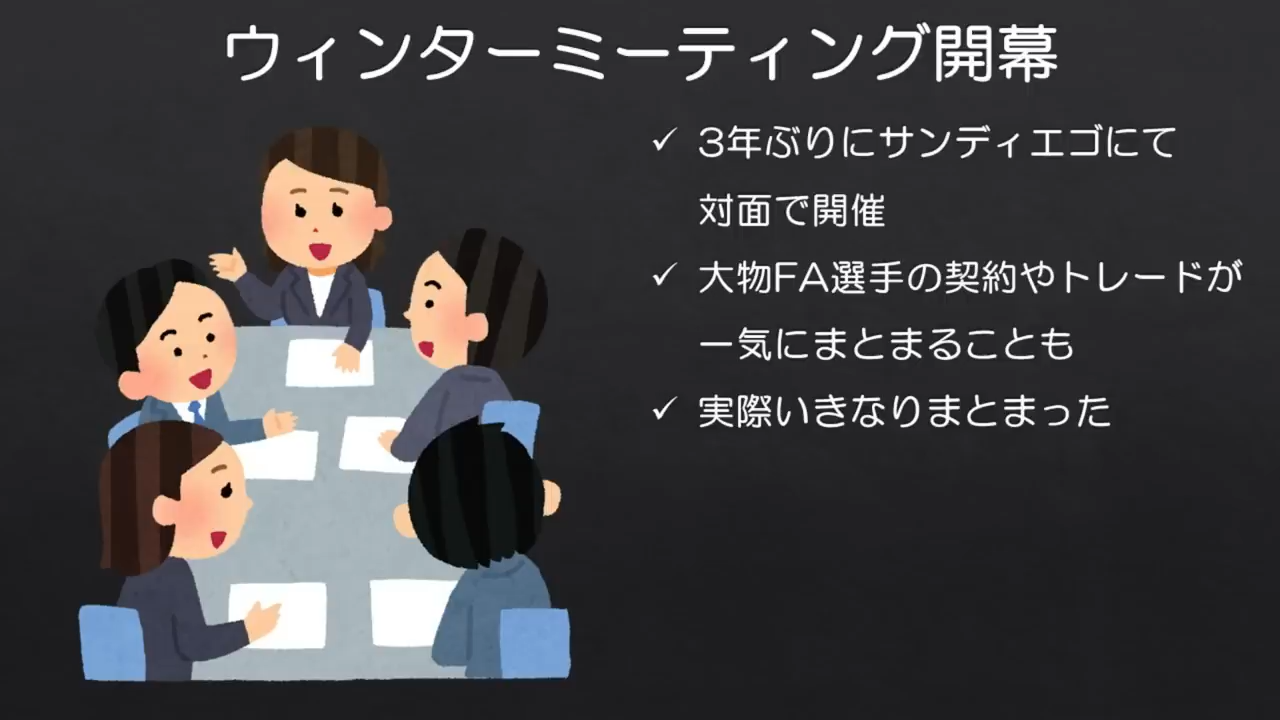 ウィンターミーティング開幕
✓ 3年ぶりにサンディエゴにて
対面で開催
✓ 大物FA選手の契約やトレードが
一気にまとまることも
✓ 実際いきなりまとまった